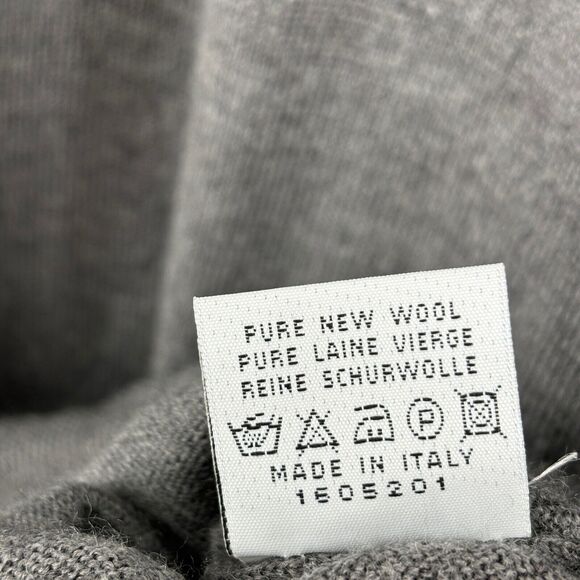 PURE NEW WOOL
PURE LAINE VIERGE
REINE SCHURWOLLE
P
MADE IN ITALY
1605201